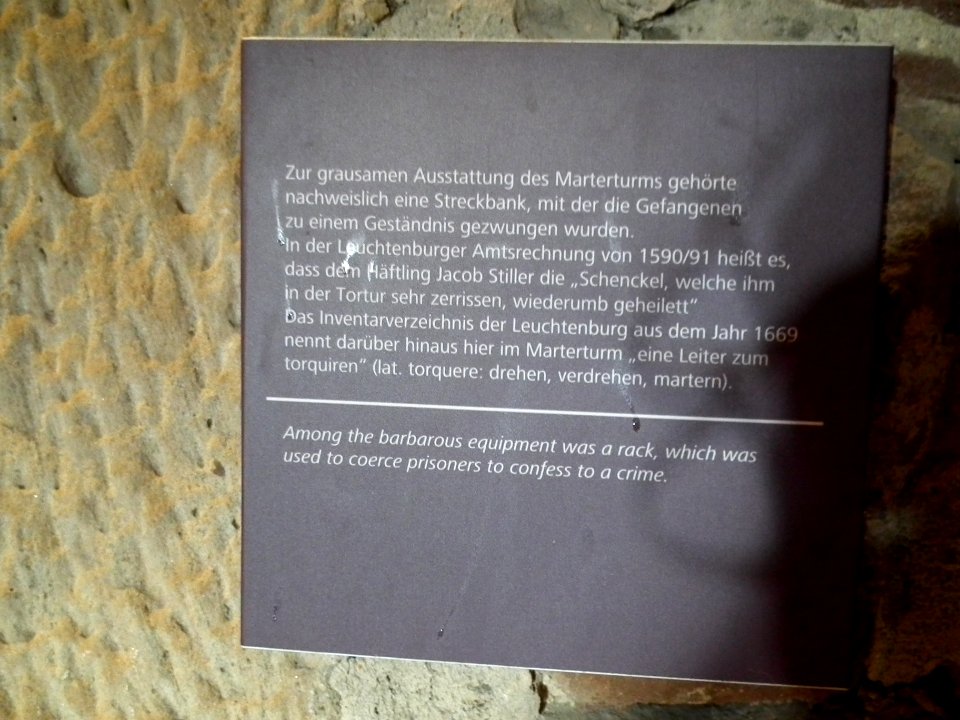 Zur grausamen Ausstattung des Marterturms gehörte
nachweislich eine Streckbank, mit der die Gefangenen
zu einem Geständnis gezwungen wurden.
In der Leuchtenburger Amtsrechnung von 1590/91 heißt es,
dass dem Häftling Jacob Stiller die „Schenckel, welche ihm
in der Tortur sehr zerrissen, wiederumb geheilett“
Das Inventarverzeichnis der Leuchtenburg aus dem Jahr 1669
nennt darüber hinaus hier im Marterturm „eine Leiter zum
torquiren“ (lat. torquere: drehen, verdrehen, martern).
Among the barbarous equipment was a rack, which was
used to coerce prisoners to confess to a crime.